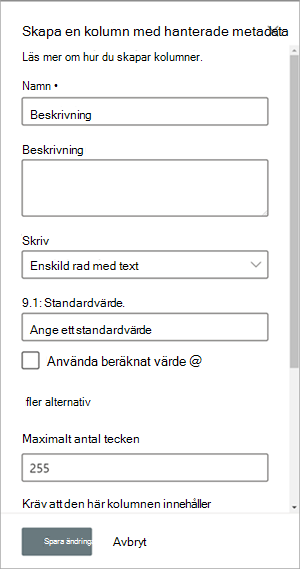 Skapa en kolumn med hanterade metadata
Läs mer om hur du skapar kolumner.
Namn •
Beskrivning
Beskrivning
Skriv
Enskild rad med text
9.1: Standardvärde.
Ange ett standardvärde
Använda beräknat värde @
fler alternativ
Maximalt antal tecken
255
Kräv att den här kolumnen innehåller
Spara ändring
Avbryt